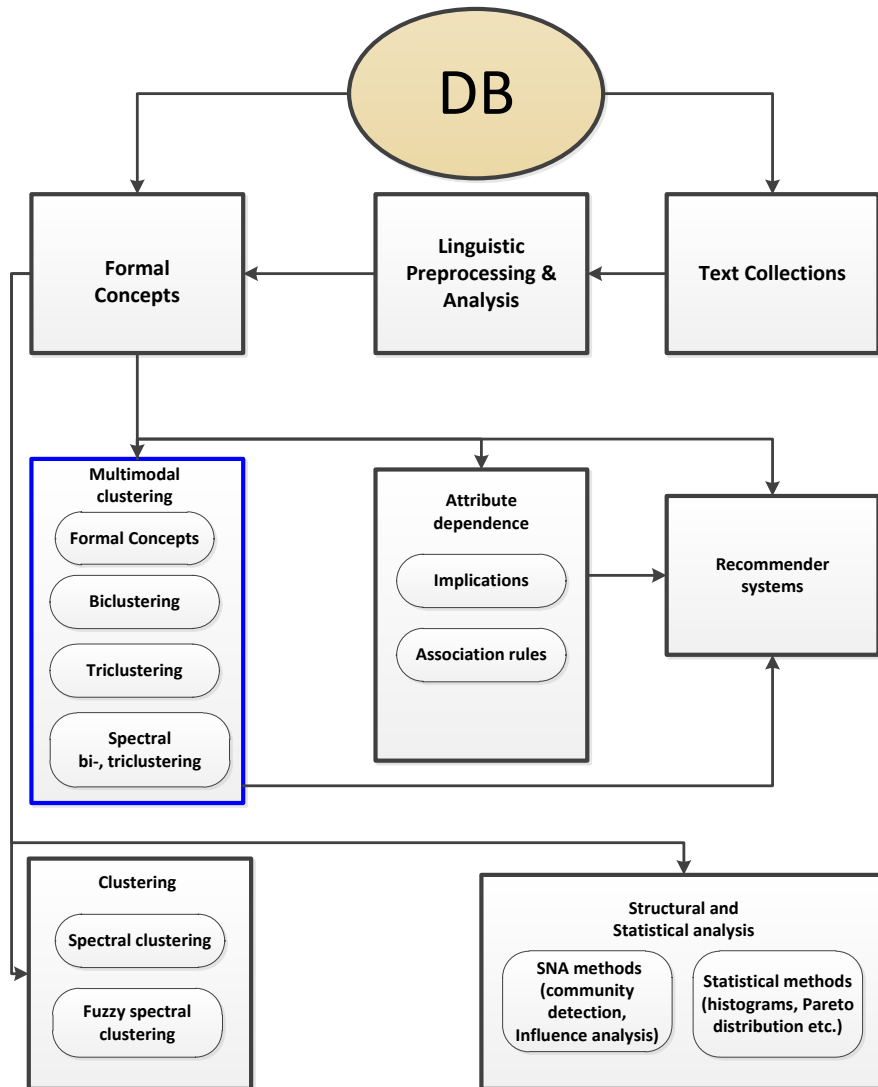 DB
Formal
Concepts
Linguistic
Preprocessing &
Analysis
Text Collections
Multimodal
clustering
Formal Concepts
Biclustering
Triclustering
Spectral
bi-, triclustering
Attribute
dependence
Implications
Association rules
Recommender
systems
Clustering
Spectral clustering
Fuzzy spectral
clustering
Structural and
Statistical analysis
SNA methods
(community
detection,
Influence analysis)
Statistical methods
(histograms, Pareto
distribution etc.)